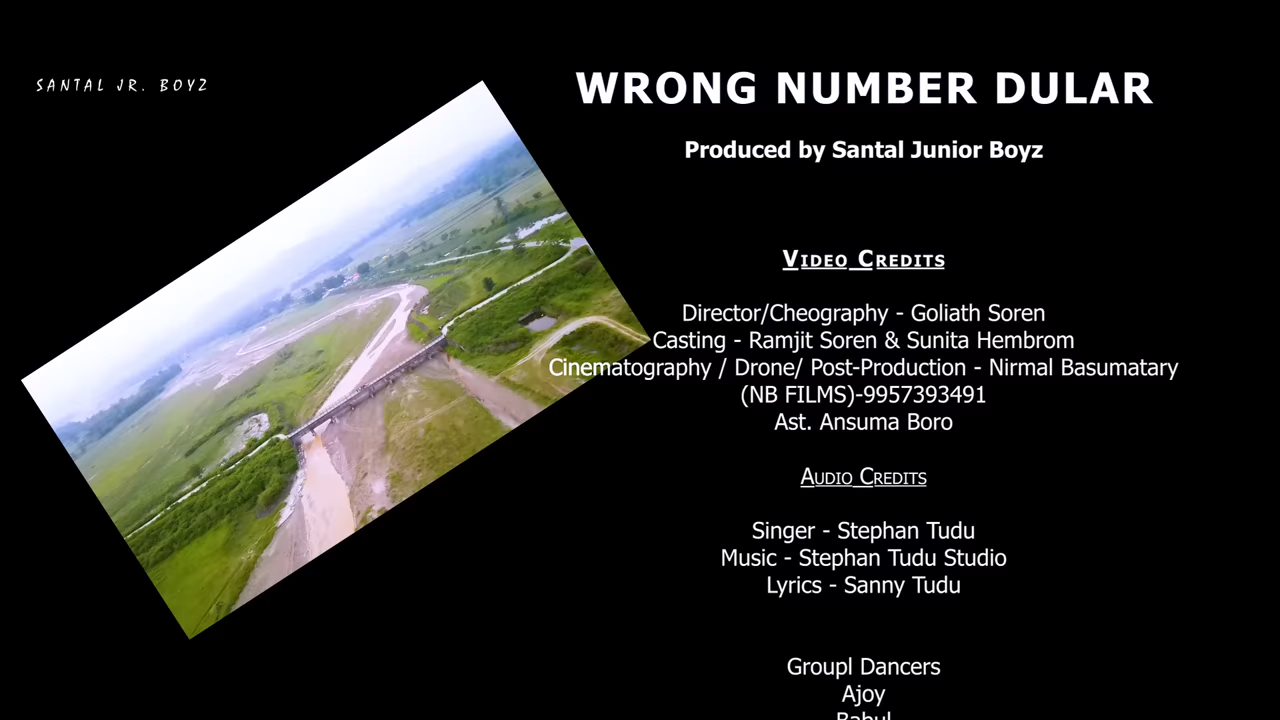 SANTAL JR. BOYZ
WRONG NUMBER DULAR
Produced by Santal Junior Boyz
VIDEO CREDITS
Director/Cheography - Goliath Soren
Casting - Ramjit Soren & Sunita Hembrom
Cinematography / Drone/ Post-Production - Nirmal Basumatary
(NB FILMS)-9957393491
Ast. Ansuma Boro
AUDIO CREDITS
Singer - Stephan Tudu
Music - Stephan Tudu Studio
Lyrics - Sanny Tudu
Groupl Dancers
Ajoy